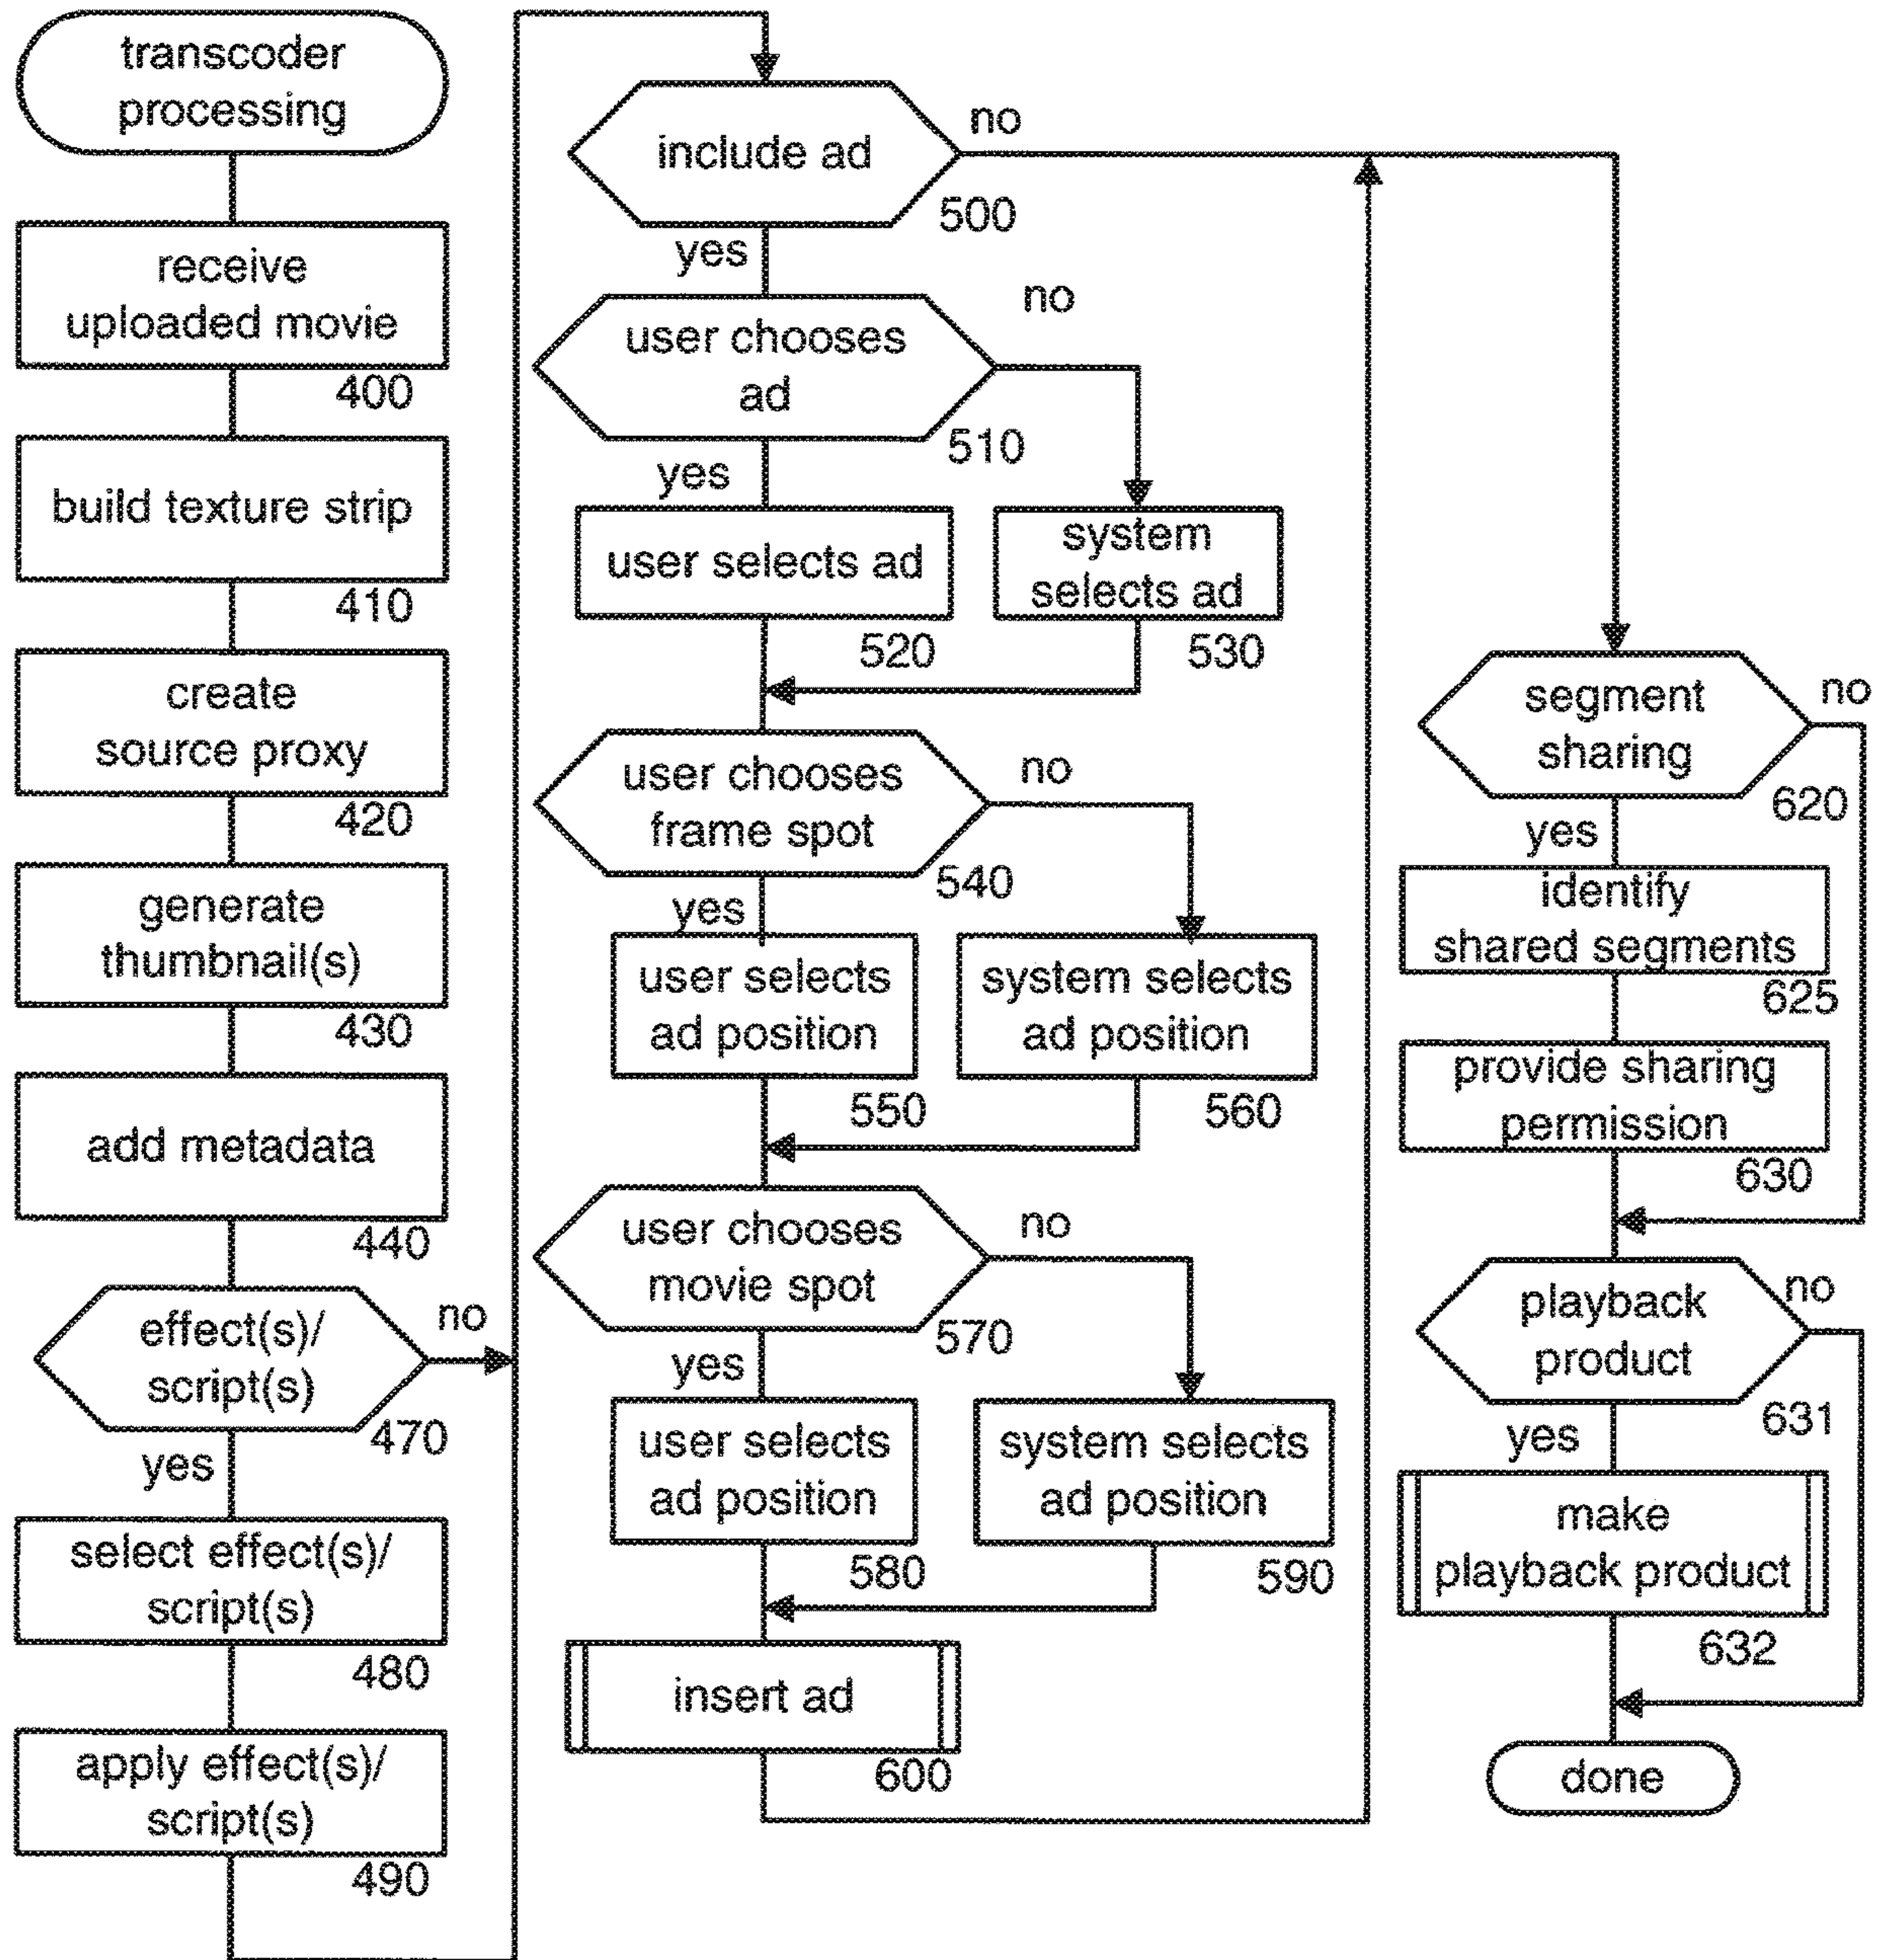 transcoder
processing
receive
uploaded movie
400
build texture strip
410
create
source proxy
420
generate
thumbnail(s)
430
add metadata
440
effect(s)/
script(s)
no
470
yes
select effect(s)/
script(s)
480
apply effect(s)/
script(s)
490
include ad
no
500
yes
user chooses
ad
no
510
yes
user selects ad
520
system
selects ad
530
user chooses
frame spot
no
540
yes
user selects
ad position
550
system selects
ad position
560
user chooses
movie spot
no
570
yes
user selects
ad position
580
system selects
ad position
590
insert ad
600
segment
sharing
no
620
yes
identify
shared segments
625
provide sharing
permission
630
playback
product
no
631
yes
make
playback product
632
done